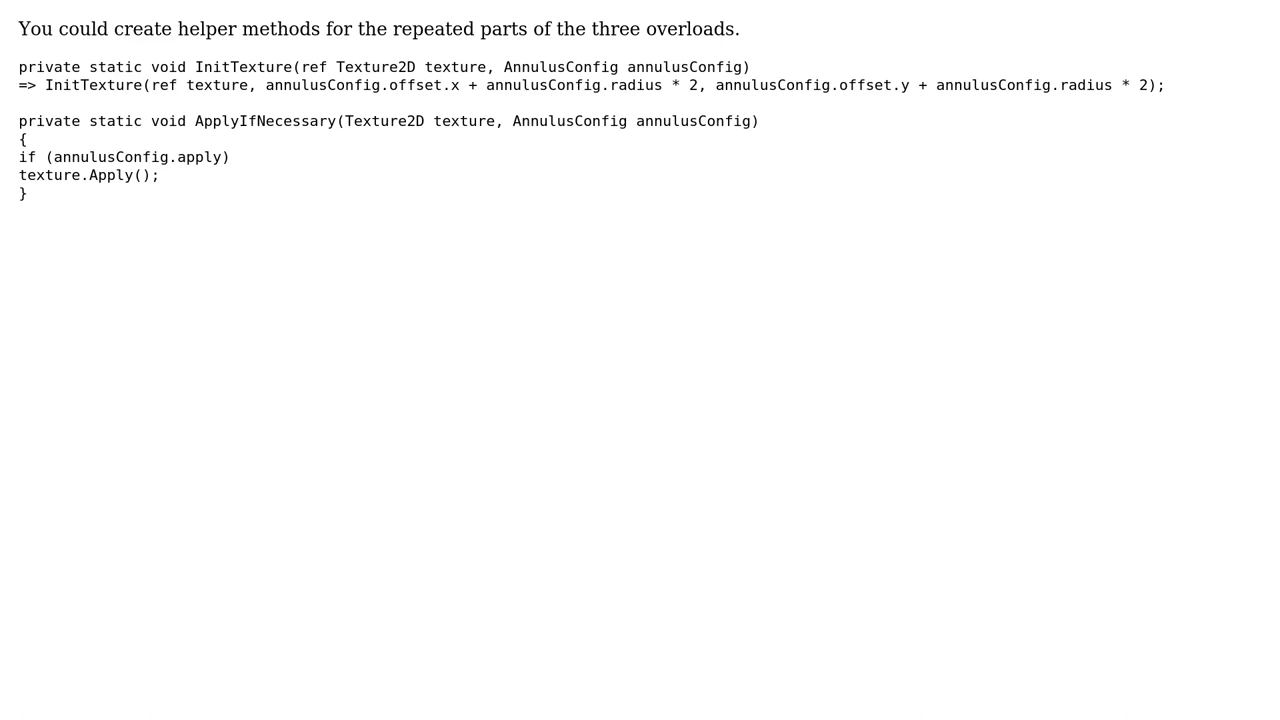 You could create helper methods for the repeated parts of the three overloads.
private static void InitTexture(ref Texture2D texture, AnnulusConfig annulusConfig)
=> InitTexture(ref texture, annulusConfig.offset.x + annulusConfig.radius * 2, annulusConfig.offset.y + annulusConfig.radius * 2);
private static void ApplyIfNecessary(Texture2D texture, AnnulusConfig annulusConfig)
{
if (annulusConfig.apply)
texture.Apply();
}